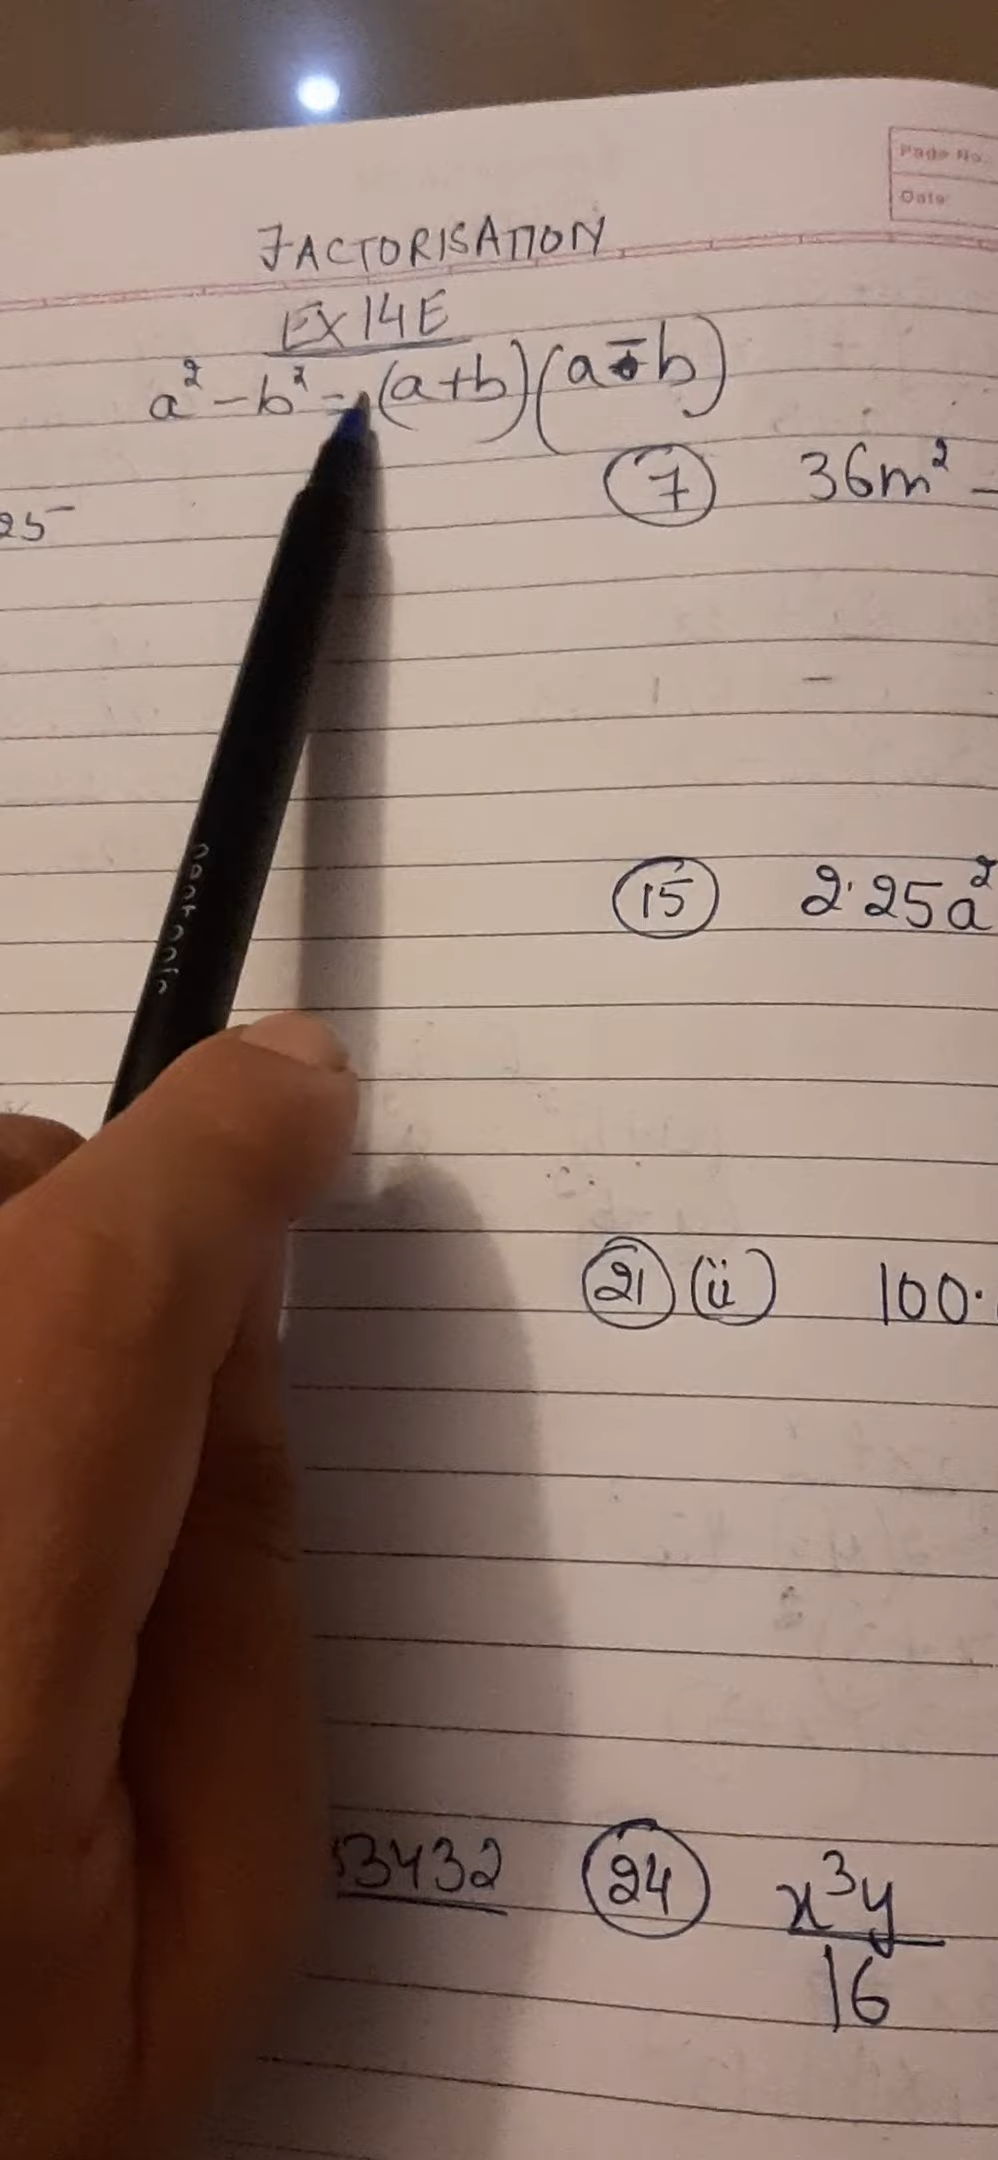 Page No.
Date
FACTORISATION
EX 14E
a² - b² = (a+b)(a-b)
7 36m² -
25
15 2.25a²
21 (ii) 100.
3432 24 x³y
16